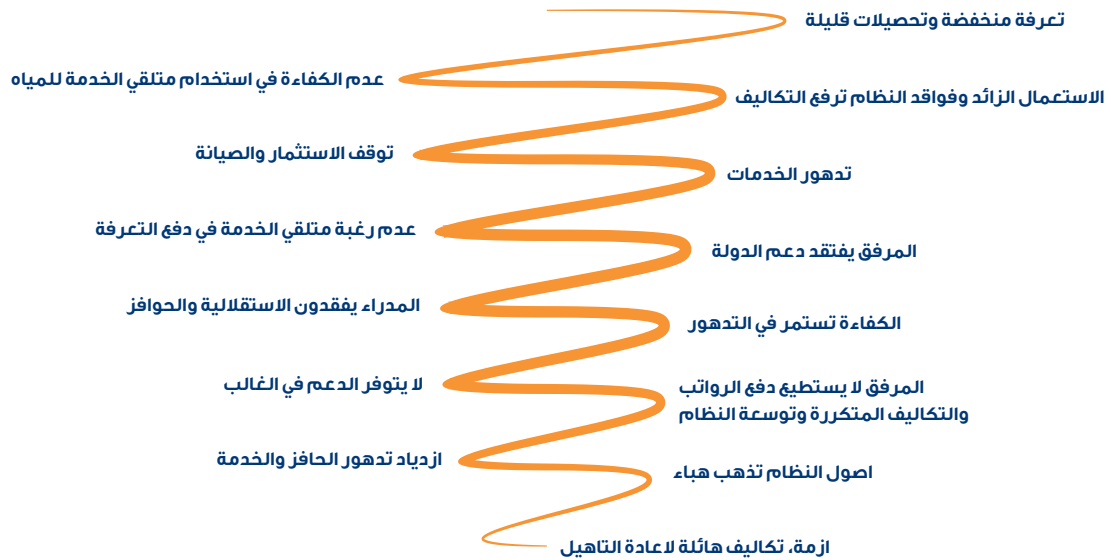 تعرفة منخفضة وتحصيلات قليلة
عدم الكفاءة في استخدام متلقي الخدمة للمياه
الاستعمال الزائد وفواقد النظام ترفع التكاليف
توقف الاستثمار والصيانة
تدهور الخدمات
عدم رغبة متلقي الخدمة في دفع التعرفة
المرفق يفتقد دعم الدولة
المدراء يفقدون الاستقلالية والحوافز
الكفاءة تستمر في التدهور
لا يتوفر الدعم في الغالب
المرفق لا يستطيع دفع الرواتب
والتكاليف المتكررة وتوسعة النظام
ازدياد تدهور الحافز والخدمة
اصول النظام تذهب هباء
ازمة، تكاليف هائلة لاعادة التاهيل